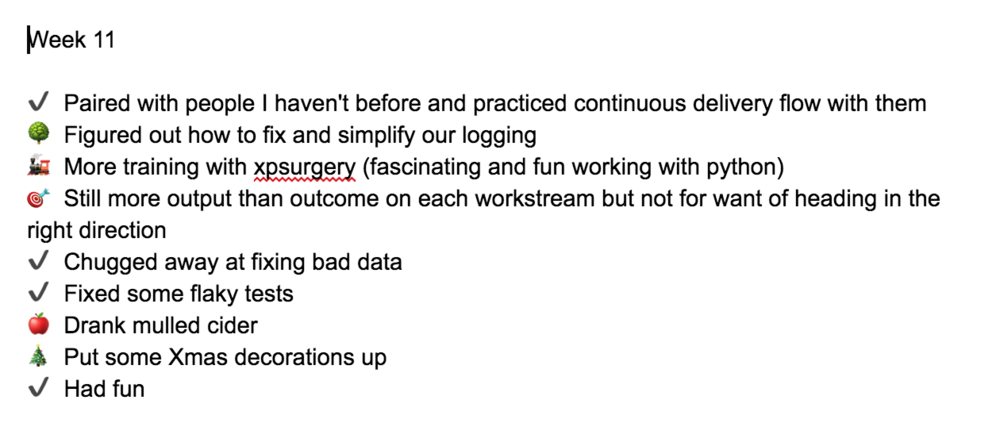 Week 11
✔ Paired with people I haven't before and practiced continuous delivery flow with them
🌳 Figured out how to fix and simplify our logging
🚂 More training with xpsurgery (fascinating and fun working with python)
🎯 Still more output than outcome on each workstream but not for want of heading in the
right direction
✔ Chugged away at fixing bad data
✔ Fixed some flaky tests
🍎 Drank mulled cider
🎄 Put some Xmas decorations up
✔ Had fun